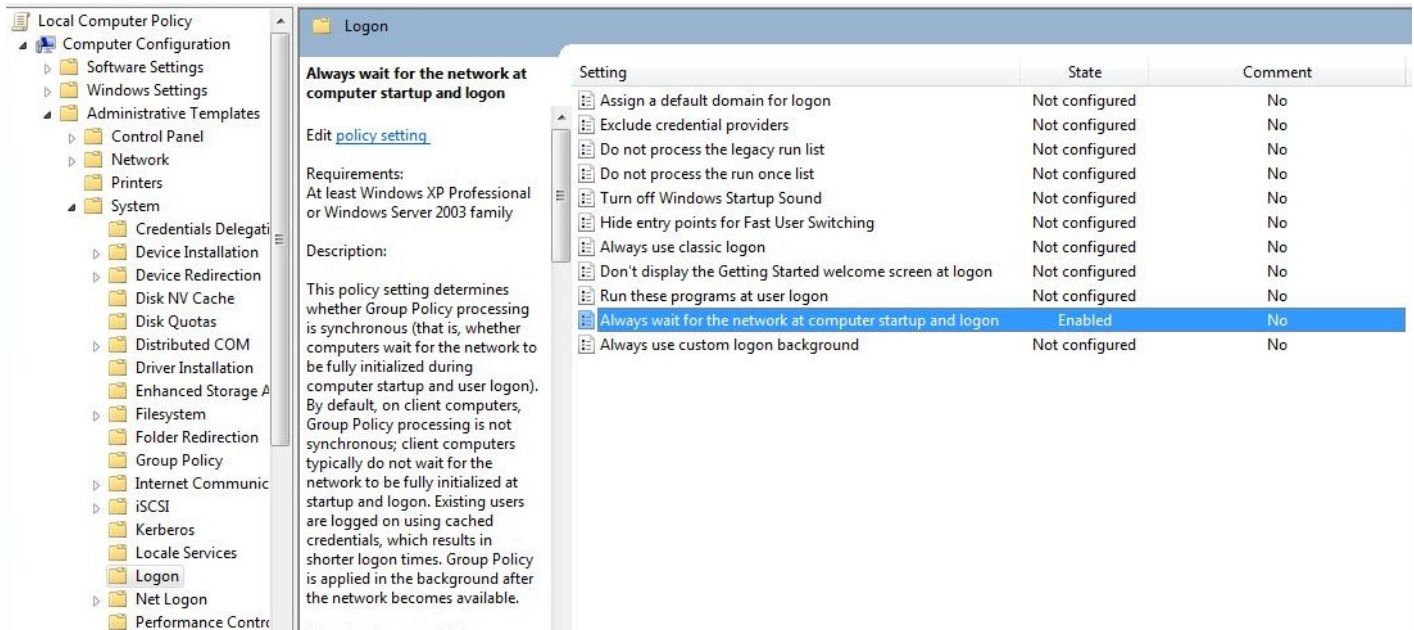 Local Computer Policy
Computer Configuration
Software Settings
Windows Settings
Administrative Templates
Control Panel
Network
Printers
System
Credentials Delegati
Device Installation
Device Redirection
Disk NV Cache
Disk Quotas
Distributed COM
Driver Installation
Enhanced Storage A
Filesystem
Folder Redirection
Group Policy
Internet Communic
iSCSI
Kerberos
Locale Services
Logon
Net Logon
Performance Contro
Logon
Always wait for the network at
computer startup and logon
Edit policy setting
Requirements:
At least Windows XP Professional
or Windows Server 2003 family
Description:
This policy setting determines
whether Group Policy processing
is synchronous (that is, whether
computers wait for the network to
be fully initialized during
computer startup and user logon).
By default, on client computers,
Group Policy processing is not
synchronous; client computers
typically do not wait for the
network to be fully initialized at
startup and logon. Existing users
are logged on using cached
credentials, which results in
shorter logon times. Group Policy
is applied in the background after
the network becomes available.
Setting State Comment
Assign a default domain for logon Not configured No
Exclude credential providers Not configured No
Do not process the legacy run list Not configured No
Do not process the run once list Not configured No
Turn off Windows Startup Sound Not configured No
Hide entry points for Fast User Switching Not configured No
Always use classic logon Not configured No
Don't display the Getting Started welcome screen at logon Not configured No
Run these programs at user logon Not configured No
Always wait for the network at computer startup and logon Enabled No
Always use custom logon background Not configured No